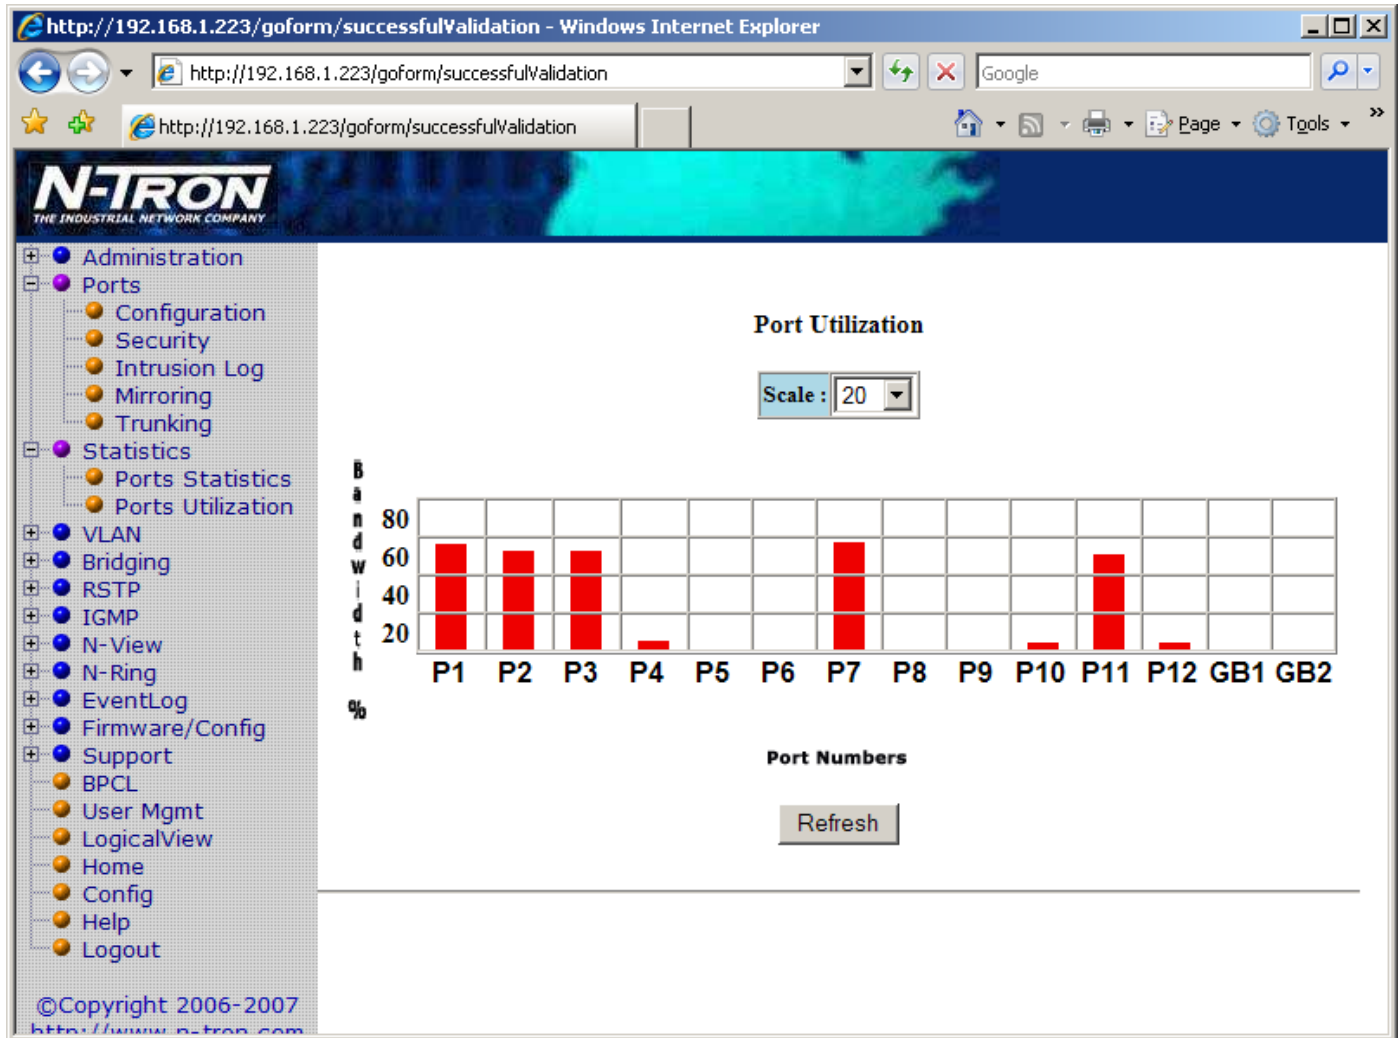 http://192.168.1.223/goform/successfulValidation - Windows Internet Explorer
http://192.168.1.223/goform/successfulValidation
Google
http://192.168.1.223/goform/successfulValidation
Page
Tools
»
N-TRON
THE INDUSTRIAL NETWORK COMPANY
Administration
Ports
Configuration
Security
Intrusion Log
Mirroring
Trunking
Statistics
Ports Statistics
Ports Utilization
VLAN
Bridging
RSTP
IGMP
N-View
N-Ring
EventLog
Firmware/Config
Support
BPCL
User Mgmt
LogicalView
Home
Config
Help
Logout
©Copyright 2006-2007
http://www.n-tron.com
Port Utilization
Scale : 20
Bandwidth %
80
60
40
20
P1 P2 P3 P4 P5 P6 P7 P8 P9 P10 P11 P12 GB1 GB2
Port Numbers
Refresh